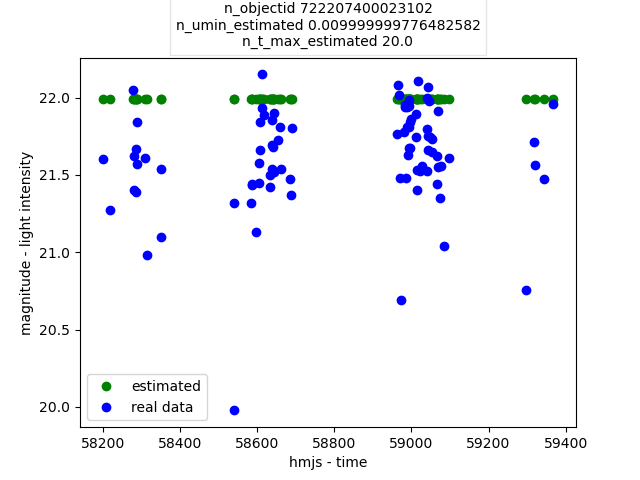 n_objectid 722207400023102
n_umin_estimated 0.009999999776482582
n_t_max_estimated 20.0
22.0
21.5
21.0
20.5
20.0
magnitude - light intensity
estimated
real data
58200 58400 58600 58800 59000 59200 59400
hmjs - time